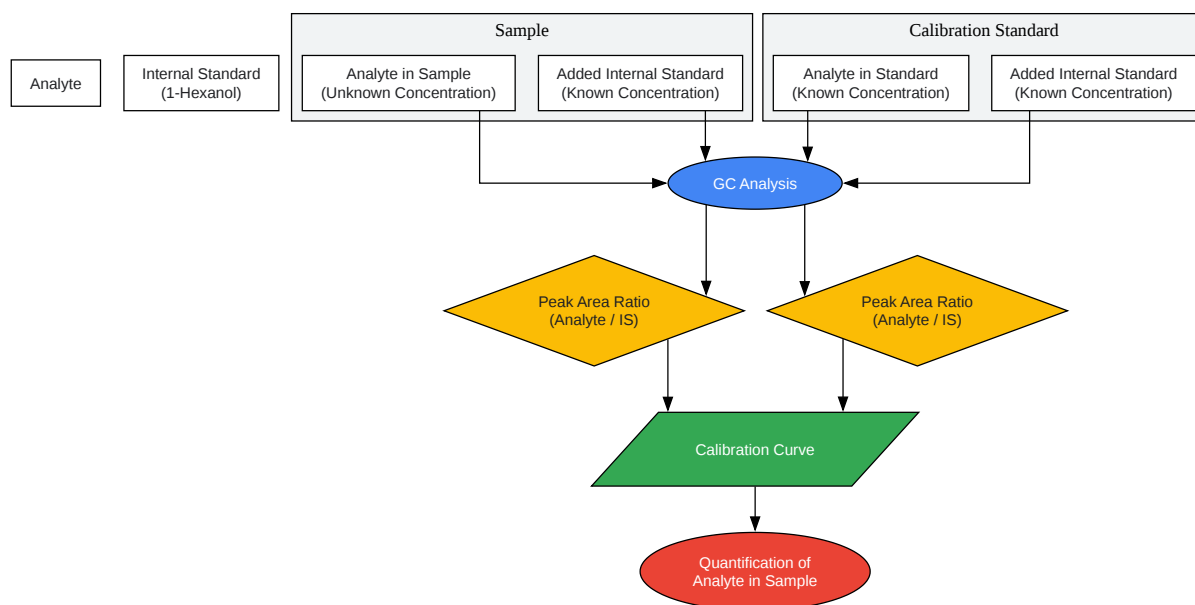 Sample
Calibration Standard
Analyte
Internal Standard
(1-Hexanol)
Analyte in Sample
(Unknown Concentration)
Added Internal Standard
(Known Concentration)
Analyte in Standard
(Known Concentration)
Added Internal Standard
(Known Concentration)
GC Analysis
Peak Area Ratio
(Analyte / IS)
Peak Area Ratio
(Analyte / IS)
Calibration Curve
Quantification of
Analyte in Sample